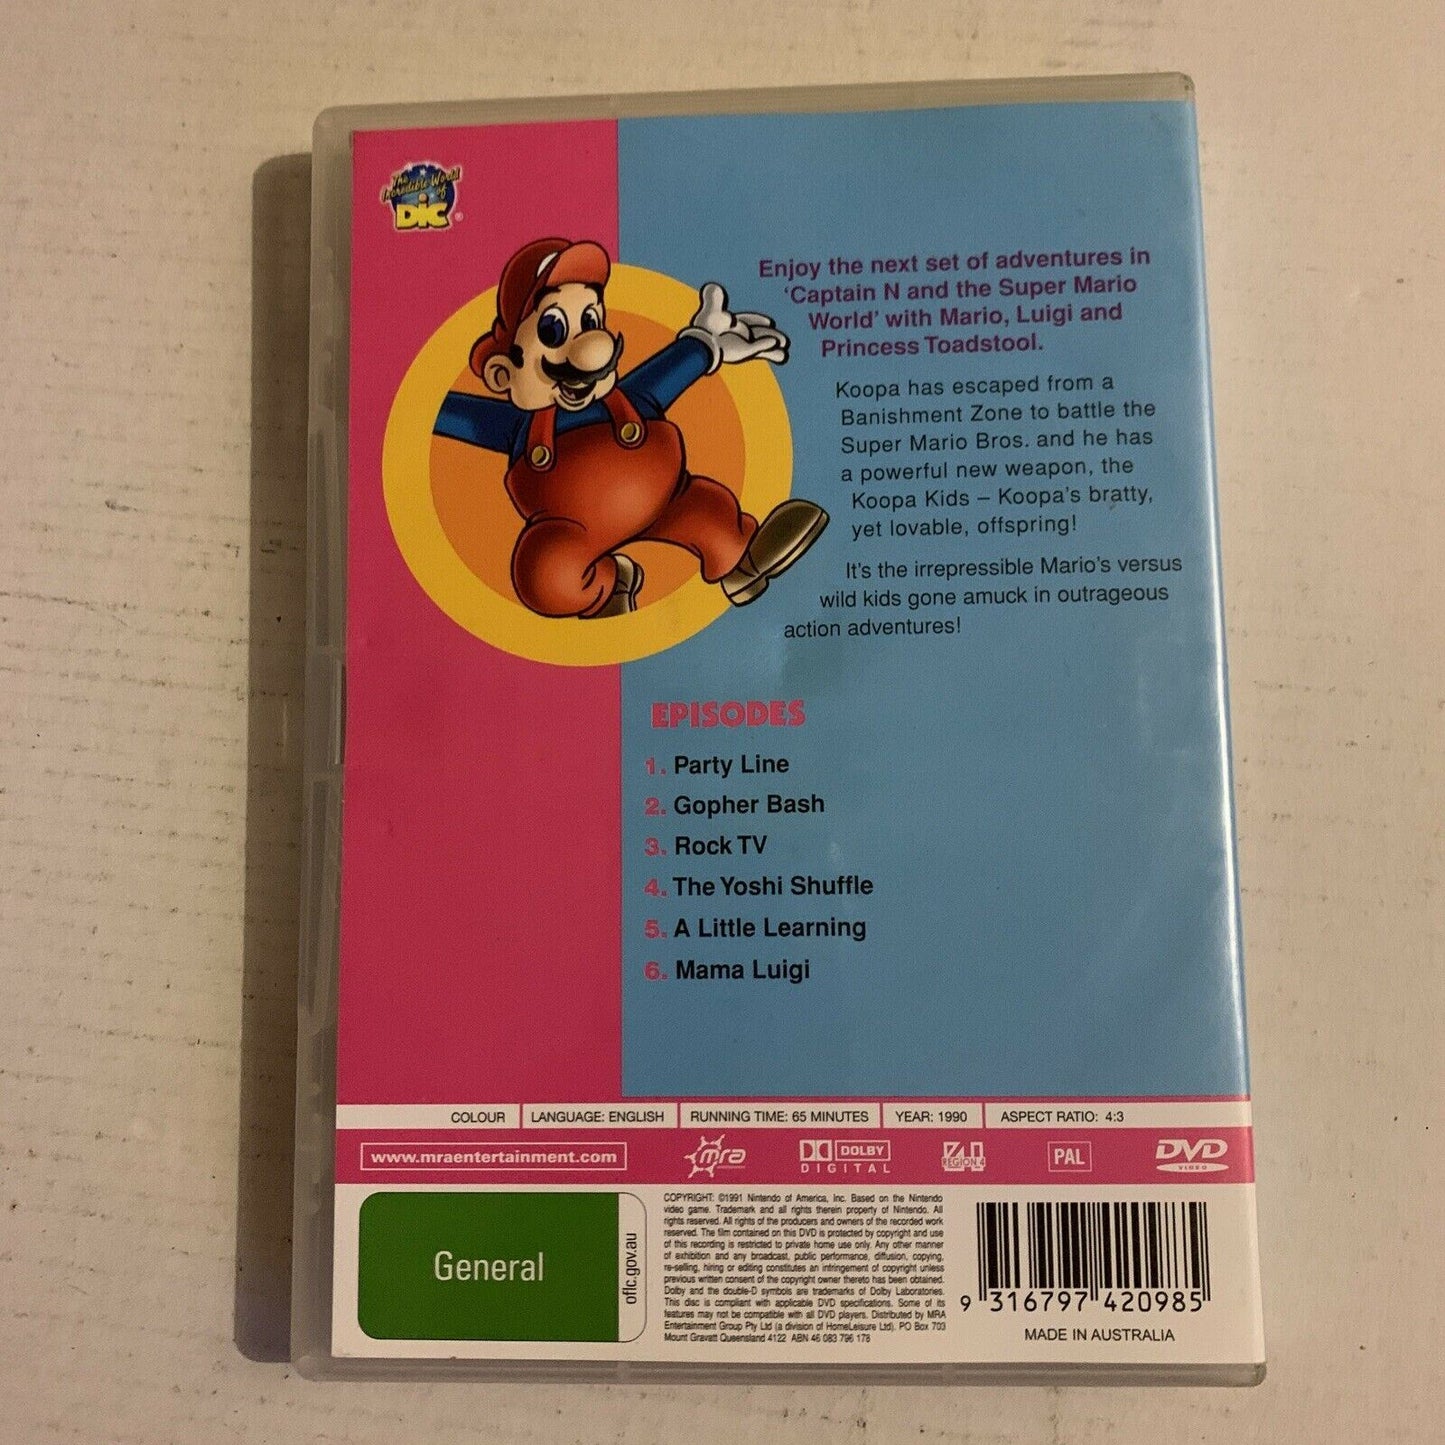 The
Incredible World
of
DIC
®
Enjoy the next set of adventures in
‘Captain N and the Super Mario
World’ with Mario, Luigi and
Princess Toadstool.
Koopa has escaped from a
Banishment Zone to battle the
Super Mario Bros. and he has
a powerful new weapon, the
Koopa Kids – Koopa's bratty,
yet lovable, offspring!
It's the irrepressible Mario's versus
wild kids gone amuck in outrageous
action adventures!
EPISODES
1. Party Line
2. Gopher Bash
3. Rock TV
4. The Yoshi Shuffle
5. A Little Learning
6. Mama Luigi
COLOUR LANGUAGE: ENGLISH RUNNING TIME: 65 MINUTES YEAR: 1990 ASPECT RATIO: 4:3
www.mraentertainment.com mra DOLBY DIGITAL 4 REGION 4 PAL DVD VIDEO
General
oflc.gov.au
COPYRIGHT: ©1991 Nintendo of America, Inc. Based on the Nintendo
video game. Trademark and all rights therein property of Nintendo. All
rights reserved. All rights of the producers and owners of the recorded work
reserved. The film contained on this DVD is protected by copyright and use
of this recording is restricted to private home use only. Any other manner
of exhibition and any broadcast, public performance, diffusion, copying,
re-selling, hiring or editing constitutes an infringement of copyright unless
previous written consent of the copyright owner thereto has been obtained.
Dolby and the double-D symbols are trademarks of Dolby Laboratories.
This disc is compliant with applicable DVD specifications. Some of its
features may not be compatible with all DVD players. Distributed by MRA
Entertainment Group Pty Ltd (a division of HomeLeisure Ltd). PO Box 703
Mount Gravatt Queensland 4122 ABN 46 083 796 178
9 316797 420985
MADE IN AUSTRALIA